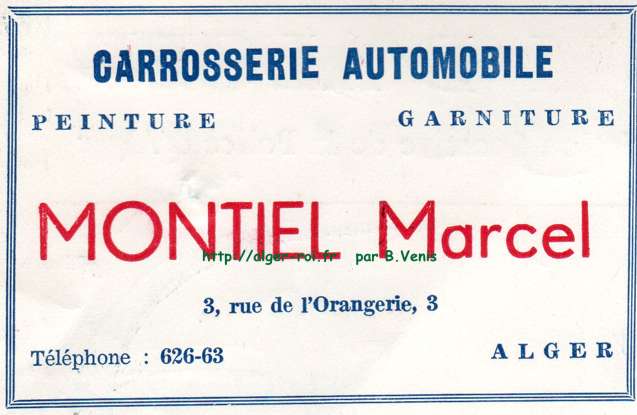 CARROSSERIE AUTOMOBILE
PEINTURE GARNITURE
MONTIEL Marcel
http://alger-roi.fr par B.Venis
3, rue de l'Orangerie, 3
Téléphone : 626-63 ALGER